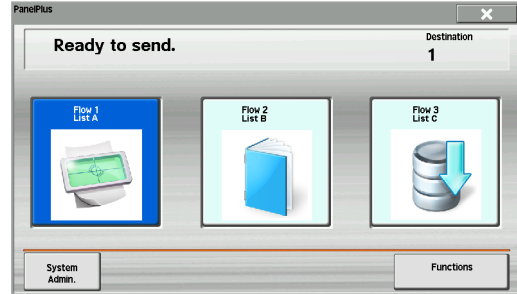 PanelPlus
Ready to send.
Destination
1
Flow 1
List A
Flow 2
List B
Flow 3
List C
System
Admin.
Functions